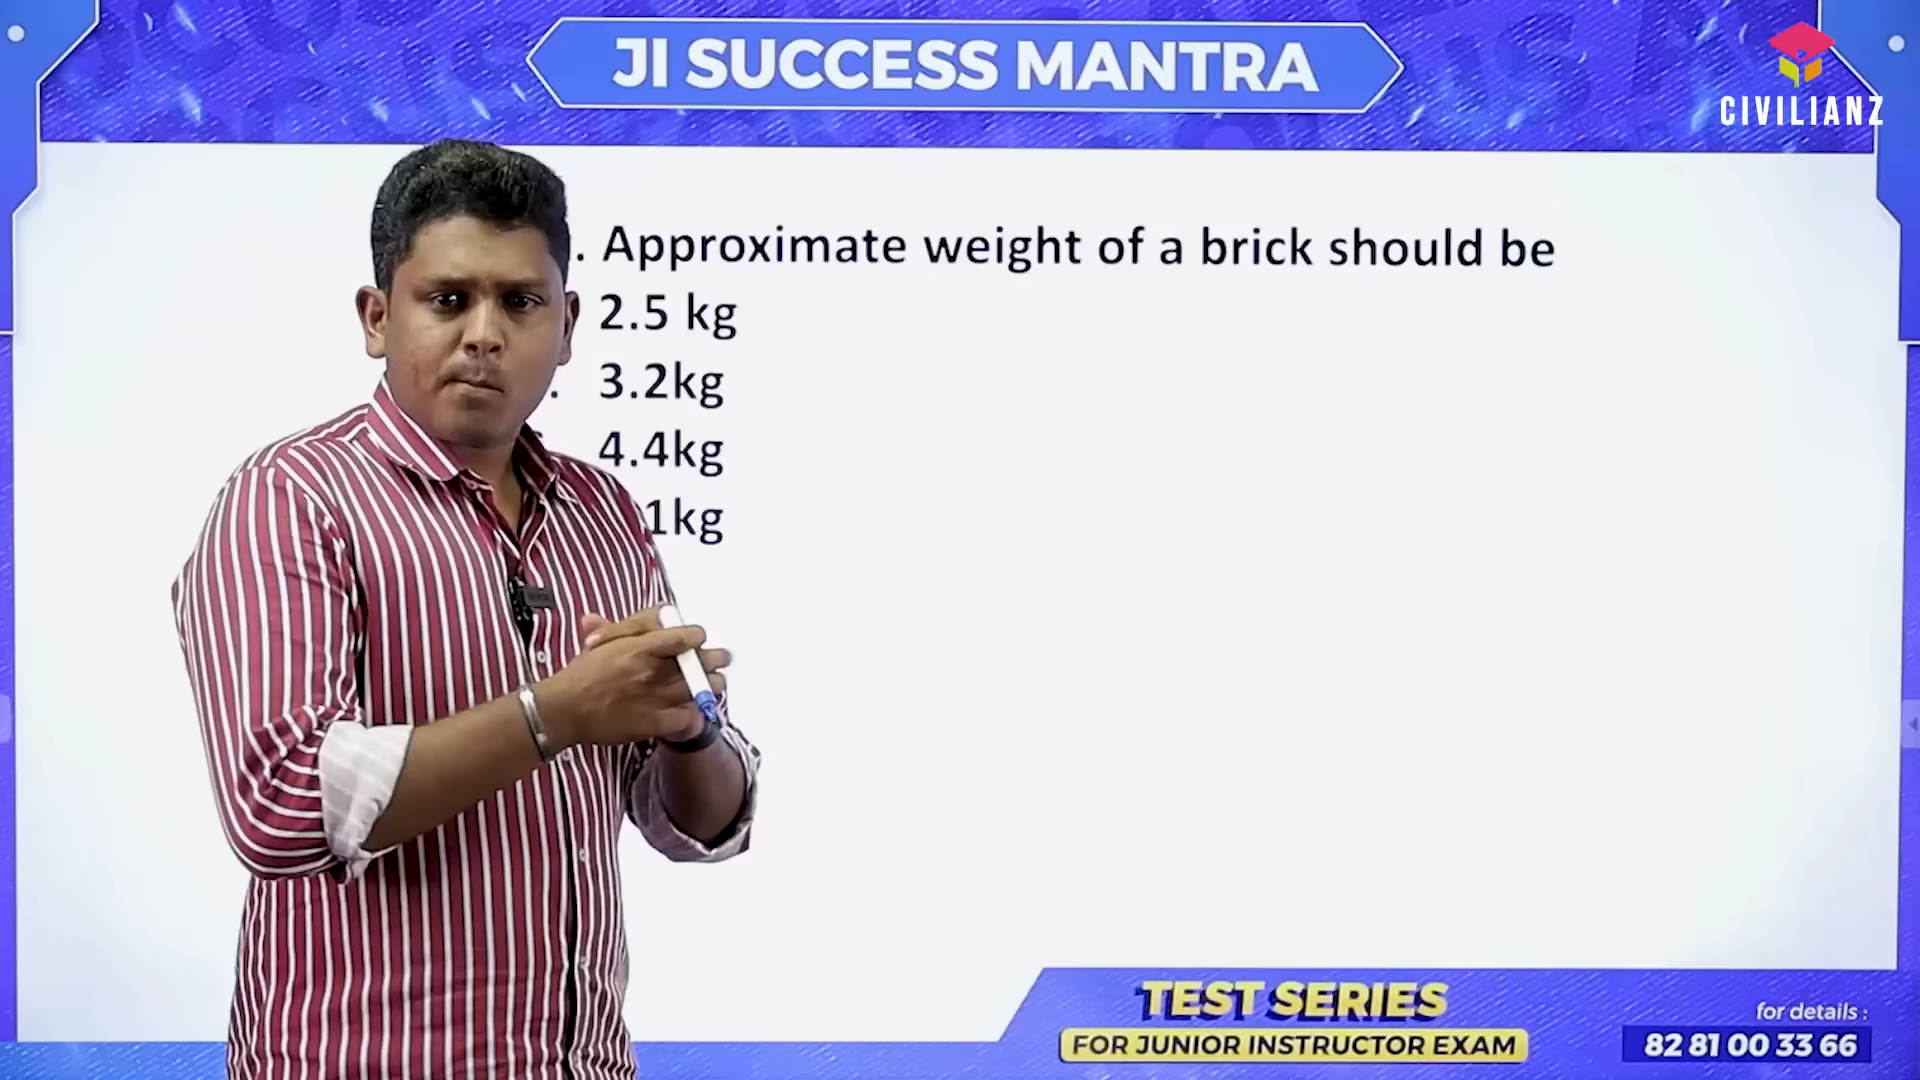 JI SUCCESS MANTRA
CIVILIANZ
. Approximate weight of a brick should be
2.5 kg
. 3.2kg
4.4kg
1kg
TEST SERIES
FOR JUNIOR INSTRUCTOR EXAM
for details :
82 81 00 33 66